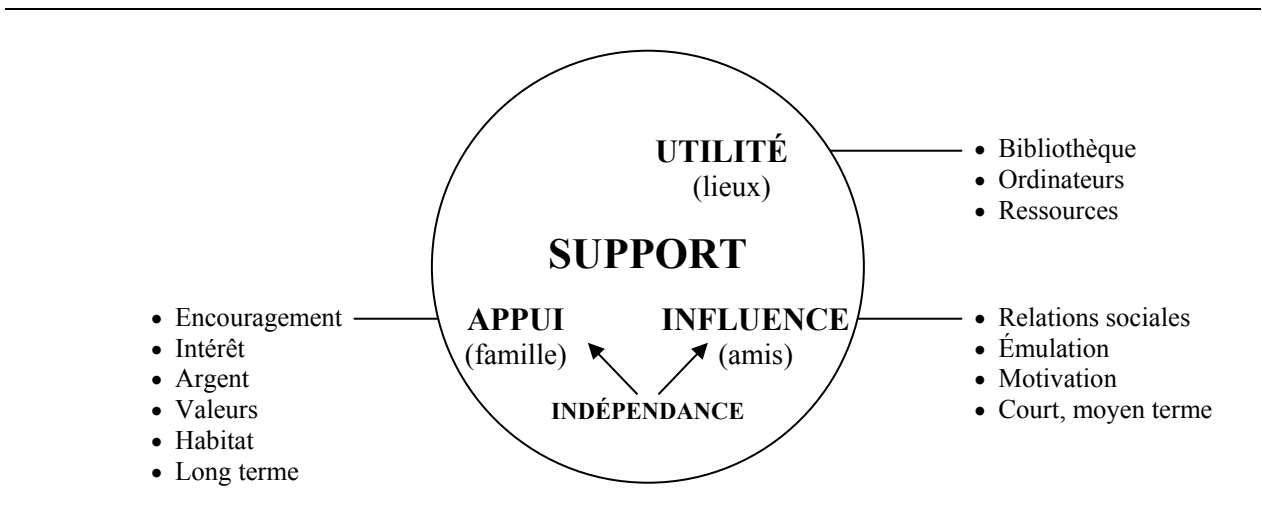 UTILITÉ
(lieux)
• Bibliothèque
• Ordinateurs
• Ressources
SUPPORT
• Encouragement
• Intérêt
• Argent
• Valeurs
• Habitat
• Long terme
APPUI
(famille)
INFLUENCE
(amis)
INDÉPENDANCE
• Relations sociales
• Émulation
• Motivation
• Court, moyen terme